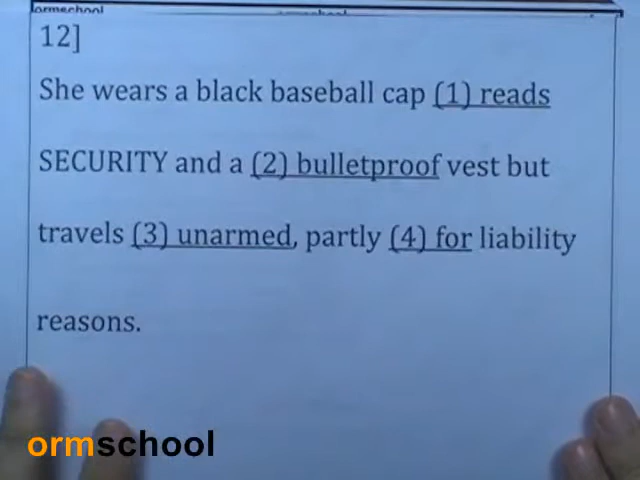 ormschool
12]
She wears a black baseball cap (1) reads
SECURITY and a (2) bulletproof vest but
travels (3) unarmed, partly (4) for liability
reasons.
ormschool